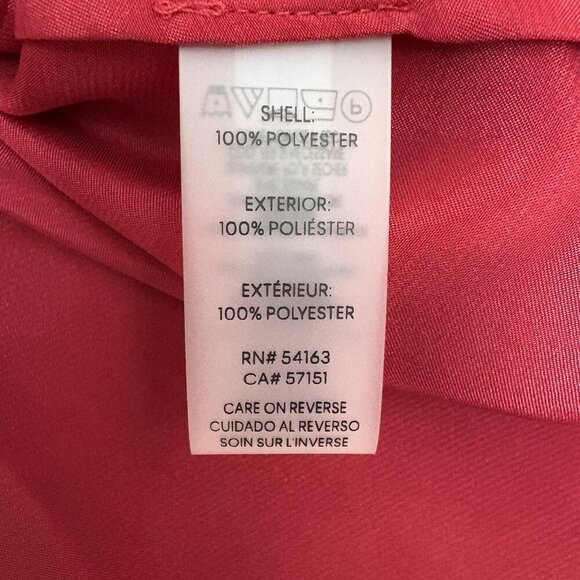 SHELL:
100% POLYESTER
EXTERIOR:
100% POLIÉSTER
EXTÉRIEUR:
100% POLYESTER
RN# 54163
CA# 57151
CARE ON REVERSE
CUIDADO AL REVERSO
SOIN SUR L'INVERSE